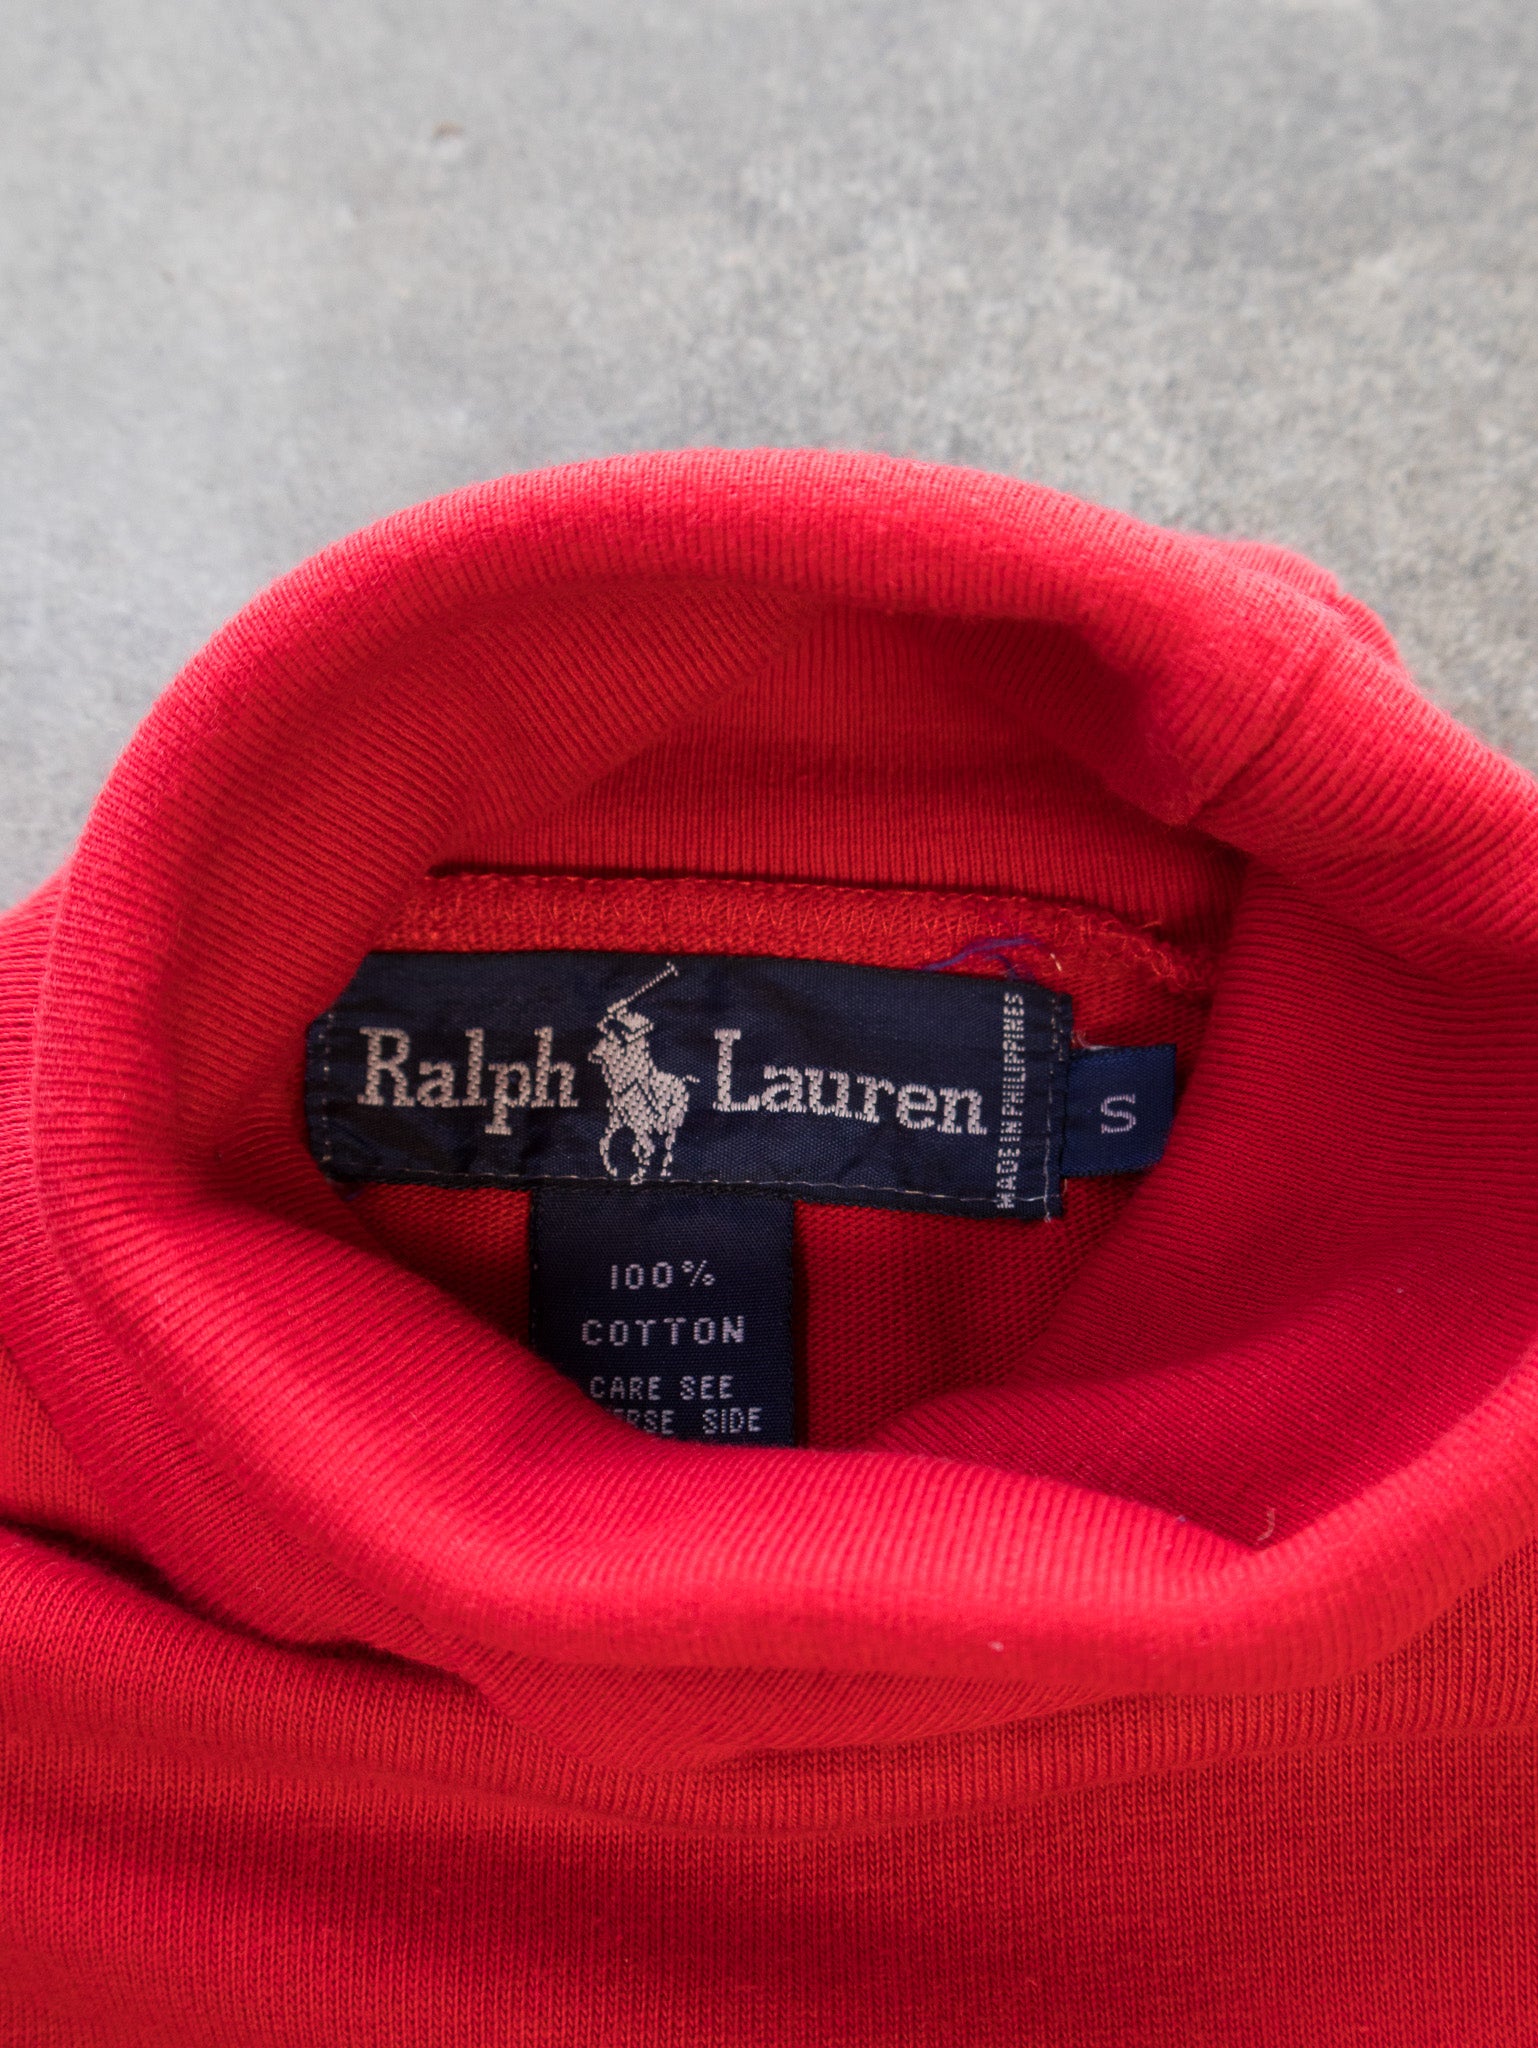 Ralph Lauren
MADE IN PHILIPPINES
S
100%
COTTON
CARE SEE
SIDE